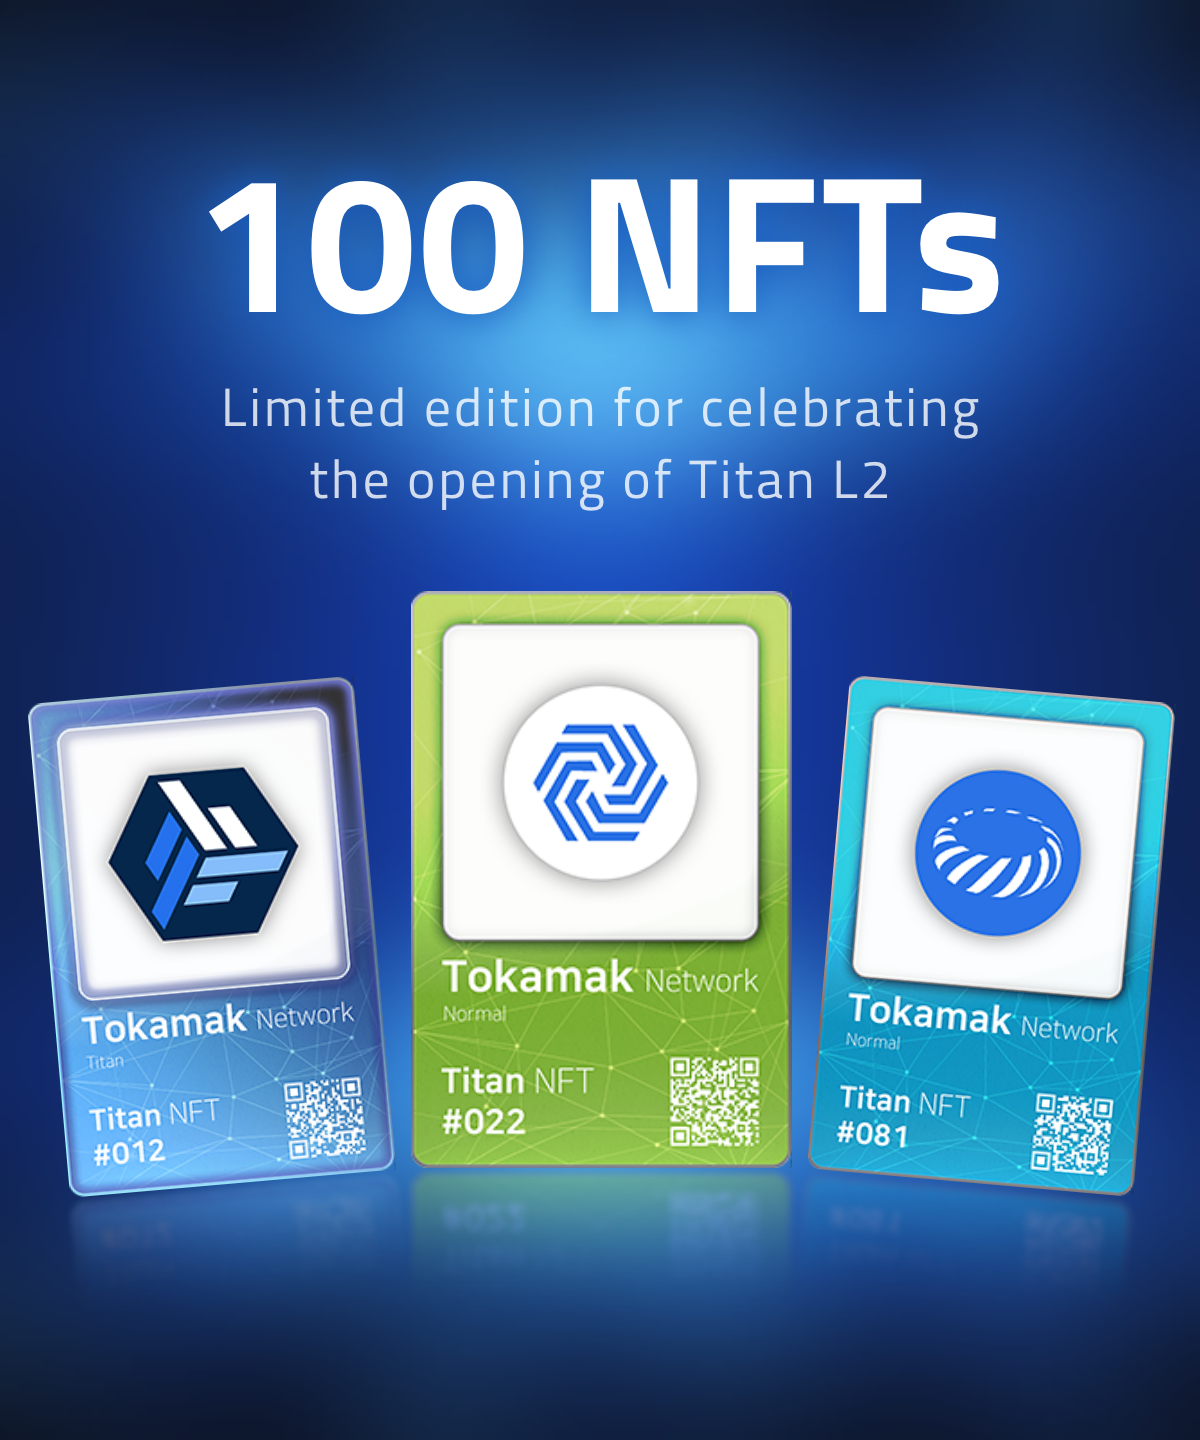 100 NFTs
Limited edition for celebrating
the opening of Titan L2
Tokamak Network
Titan
Titan NFT
#012
Tokamak Network
Normal
Titan NFT
#022
Tokamak Network
Normal
Titan NFT
#081